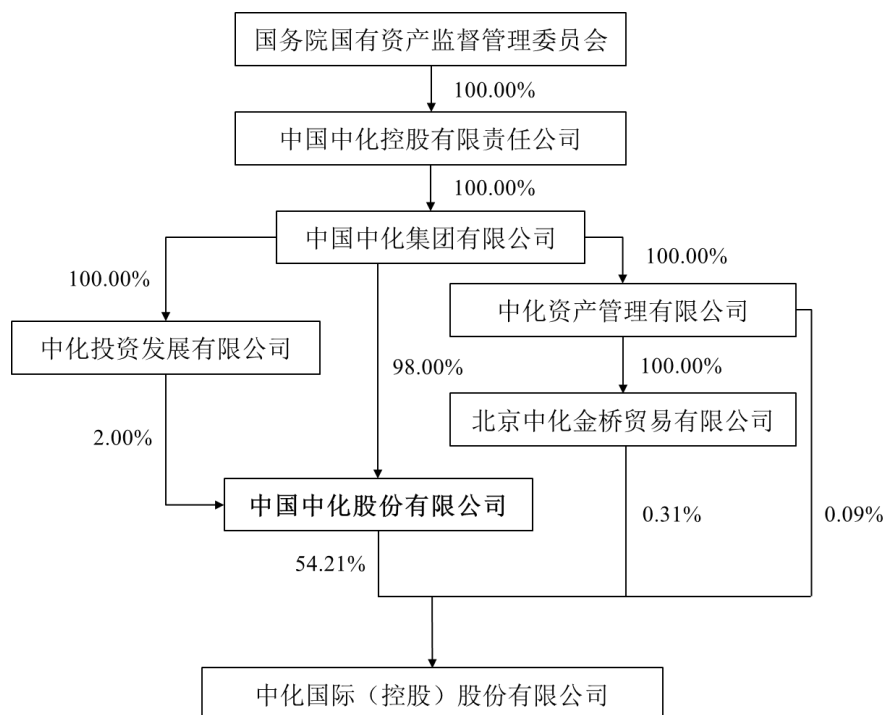 国务院国有资产监督管理委员会
100.00%
中国中化控股有限责任公司
100.00%
中国中化集团有限公司
100.00%
100.00%
中化资产管理有限公司
中化投资发展有限公司
98.00%
100.00%
北京中化金桥贸易有限公司
2.00%
中国中化股份有限公司
0.31%
0.09%
54.21%
中化国际（控股）股份有限公司